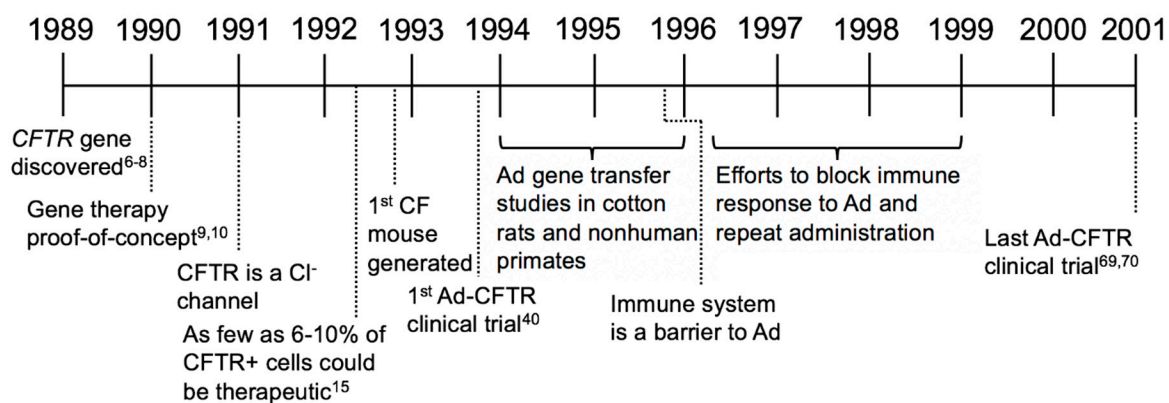 1989 1990 1991 1992 1993 1994 1995 1996 1997 1998 1999 2000 2001
CFTR gene
discovered6-8
Gene therapy
proof-of-concept9,10
CFTR is a Cl-
channel
As few as 6-10% of
CFTR+ cells could
be therapeutic15
1st CF
mouse
generated
1st Ad-CFTR
clinical trial40
Ad gene transfer
studies in cotton
rats and nonhuman
primates
Immune system
is a barrier to Ad
Efforts to block immune
response to Ad and
repeat administration
Last Ad-CFTR
clinical trial69,70